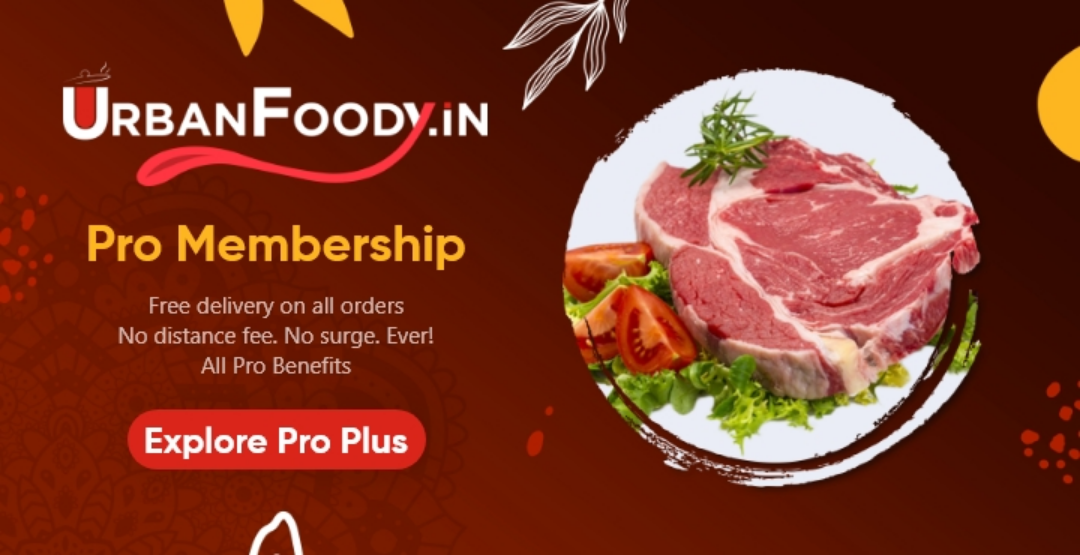 URBANFOODY.iN
Pro Membership
Free delivery on all orders
No distance fee. No surge. Ever!
All Pro Benefits
Explore Pro Plus